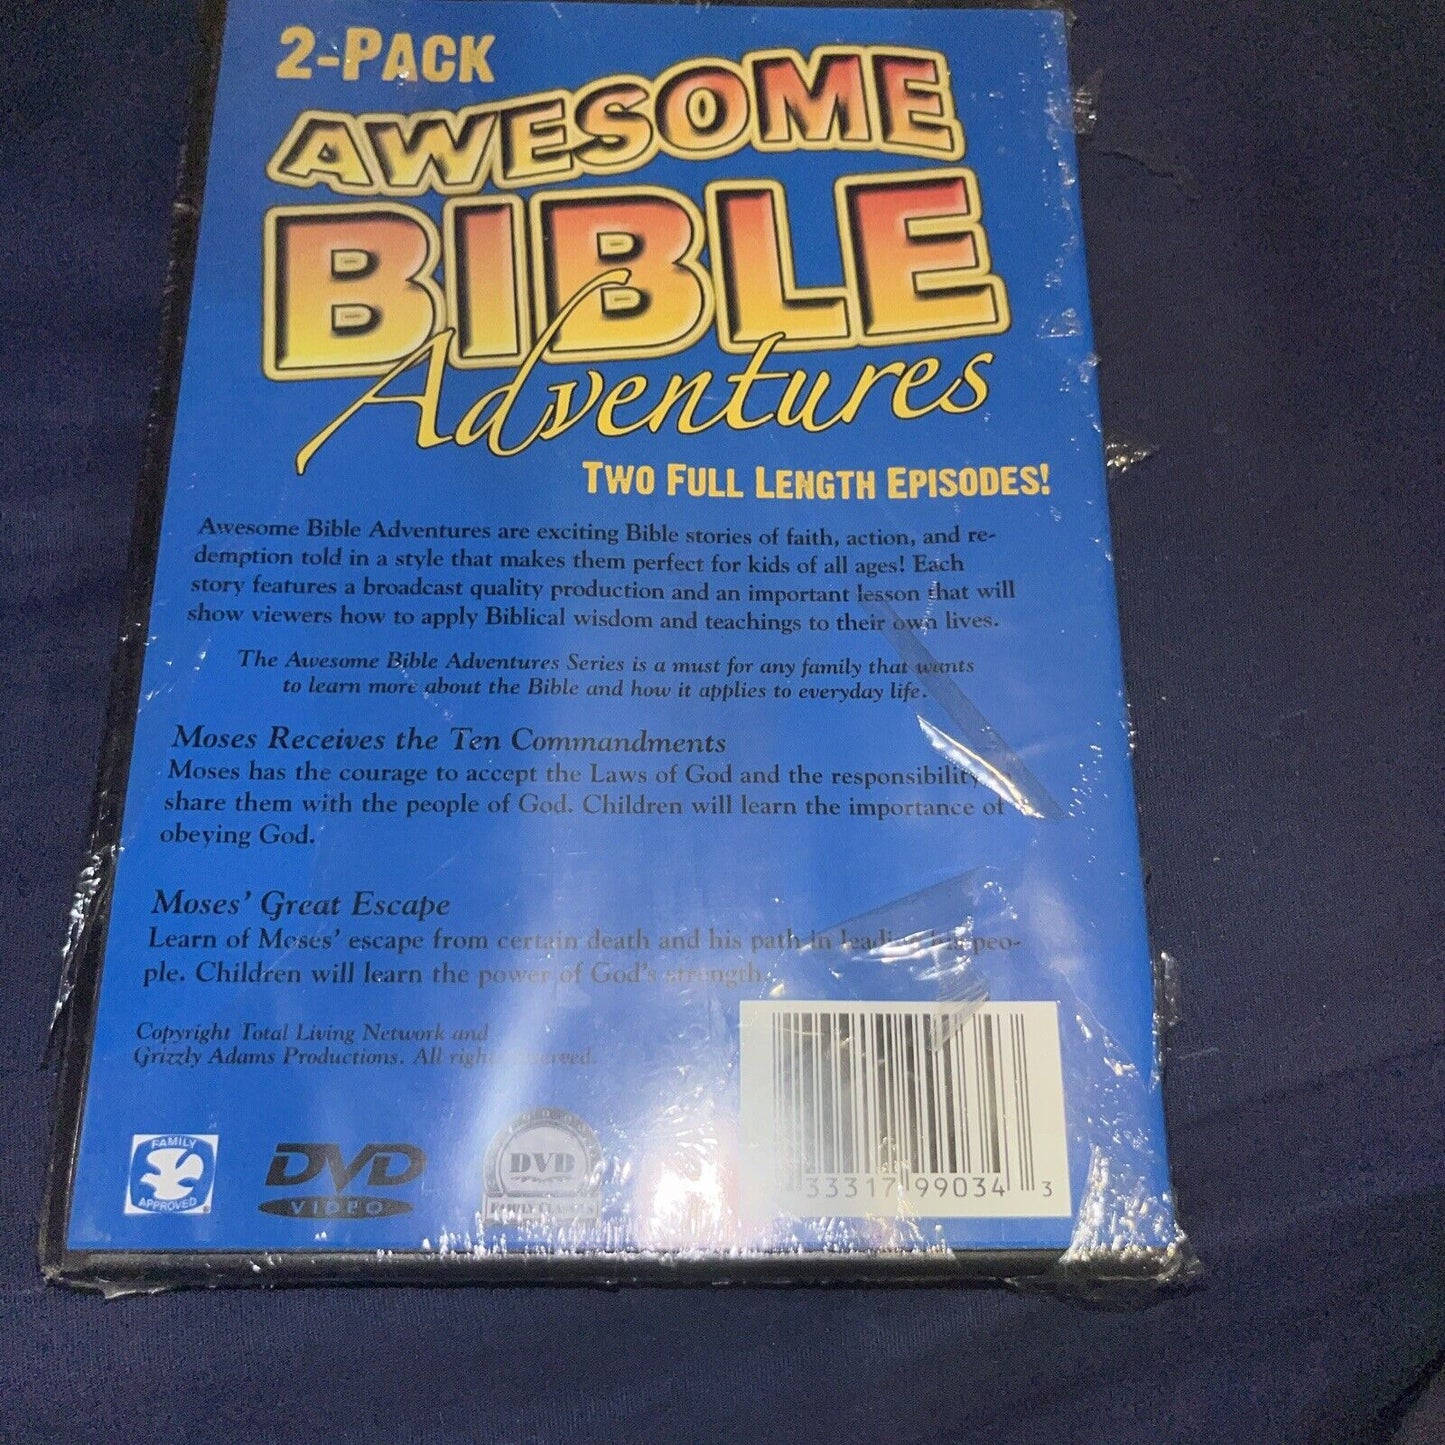 2-PACK
AWESOME
BIBLE
Adventures
TWO FULL LENGTH EPISODES!
Awesome Bible Adventures are exciting Bible stories of faith, action, and re-
demption told in a style that makes them perfect for kids of all ages! Each
story features a broadcast quality production and an important lesson that will
show viewers how to apply Biblical wisdom and teachings to their own lives.
The Awesome Bible Adventures Series is a must for any family that wants
to learn more about the Bible and how it applies to everyday life.
Moses Receives the Ten Commandments
Moses has the courage to accept the Laws of God and the responsibility
share them with the people of God. Children will learn the importance of
obeying God.
Moses' Great Escape
Learn of Moses' escape from certain death and his path in leading his peo-
ple. Children will learn the power of God's strength.
Copyright Total Living Network and
Grizzly Adams Productions. All rights reserved.
FAMILY
APPROVED
DVD
VIDEO
DVD
FAMILY CLASSICS
33317 99034 3